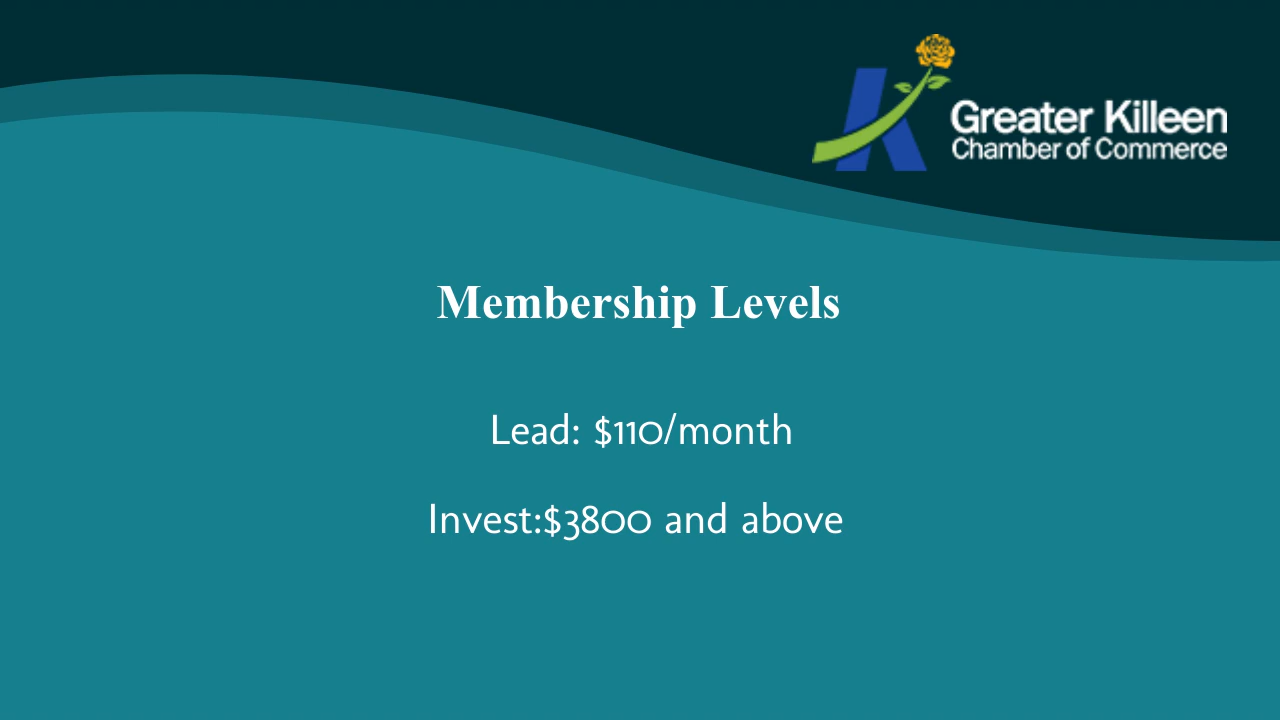 Greater Killeen
Chamber of Commerce
Membership Levels
Lead: $110/month
Invest:$3800 and above